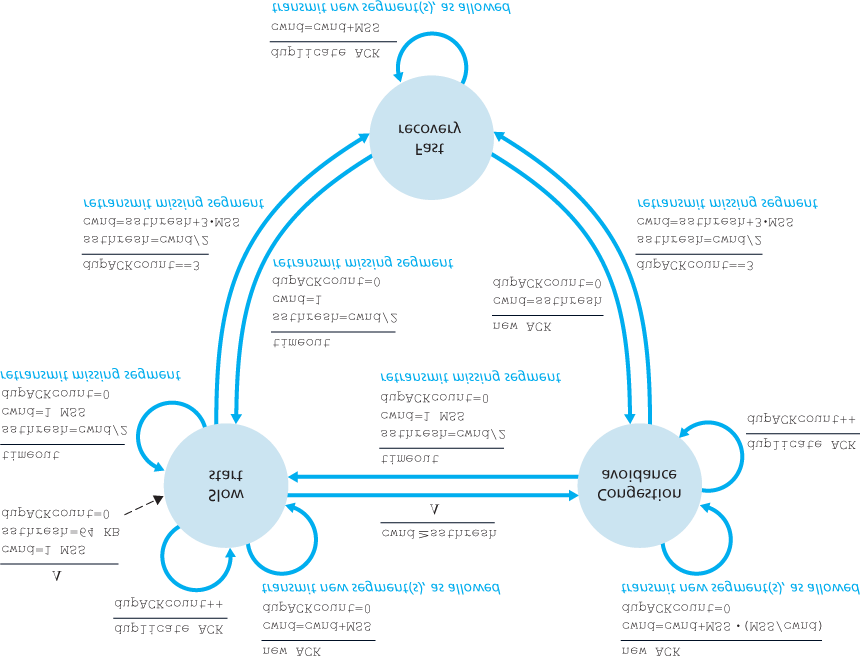 new ACK
cwnd=cwnd+MSS
dupACKcount=0
transmit new segment(s), as allowed
new ACK
cwnd=cwnd+MSS•(MSS/cwnd)
dupACKcount=0
transmit new segment(s), as allowed
duplicate ACK
dupACKcount++
Λ
cwnd=1 MSS
ssthresh=64 KB
dupACKcount=0
cwnd≥ssthresh
Λ
Slow
start
Congestion
avoidance
timeout
ssthresh=cwnd/2
cwnd=1 MSS
dupACKcount=0
retransmit missing segment
timeout
ssthresh=cwnd/2
cwnd=1 MSS
dupACKcount=0
retransmit missing segment
duplicate ACK
dupACKcount++
timeout
ssthresh=cwnd/2
cwnd=1
dupACKcount=0
retransmit missing segment
new ACK
cwnd=ssthresh
dupACKcount=0
dupACKcount==3
ssthresh=cwnd/2
cwnd=ssthresh+3•MSS
retransmit missing segment
dupACKcount==3
ssthresh=cwnd/2
cwnd=ssthresh+3•MSS
retransmit missing segment
Fast
recovery
duplicate ACK
cwnd=cwnd+MSS
transmit new segment(s), as allowed